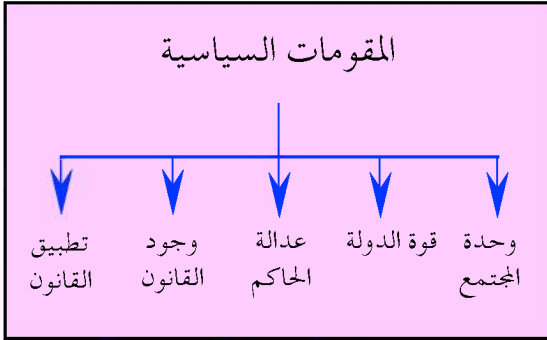 المقومات السياسية
وحدة
المجتمع
قوة الدولة
عدالة
الحاكم
وجود
القانون
تطبيق
القانون